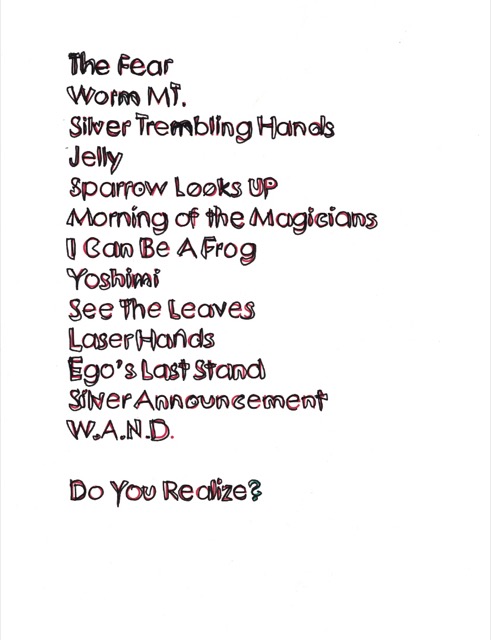 The Fear
Worm MT.
Silver Trembling Hands
Jelly
Sparrow Looks UP
Morning of the Magicians
I Can Be A Frog
Yoshimi
See The Leaves
Laser Hands
Ego's Last Stand
Silver Announcement
W.A.N.D.
Do You Realize?